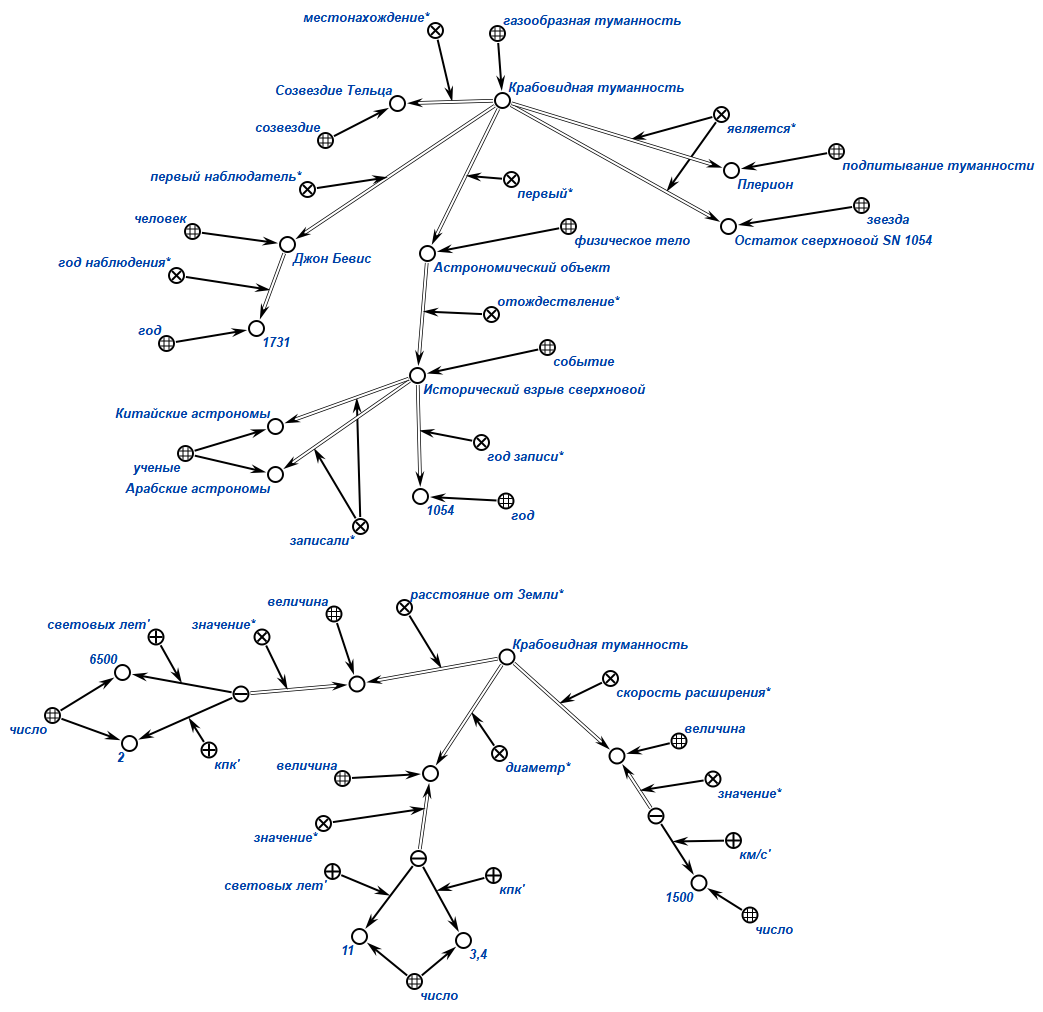 местонахождение*
газообразная туманность
Созвездие Тельца
Крабовидная туманность
созвездие
является*
подпитывание туманности
Плерион
первый наблюдатель*
первый*
человек
звезда
физическое тело
Остаток сверхновой SN 1054
год наблюдения*
Джон Бевис
Астрономический объект
отождествление*
год
1731
событие
Исторический взрыв сверхновой
Китайские астрономы
год записи*
ученые
Арабские астрономы
1054
год
записали*
величина
расстояние от Земли*
световых лет'
значение*
Крабовидная туманность
6500
скорость расширения*
число
величина
2
кпк'
величина
диаметр*
значение*
значение*
км/с'
световых лет'
кпк'
1500
число
11
3,4
число